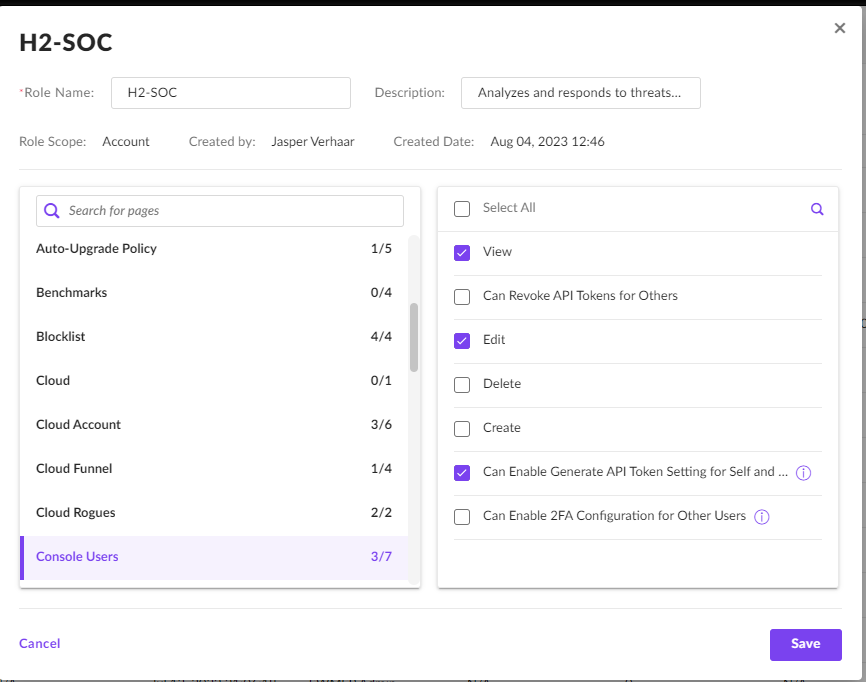 H2-SOC
*Role Name: H2-SOC Description: Analyzes and responds to threats...
Role Scope: Account Created by: Jasper Verhaar Created Date: Aug 04, 2023 12:46
Search for pages
Auto-Upgrade Policy 1/5
Benchmarks 0/4
Blocklist 4/4
Cloud 0/1
Cloud Account 3/6
Cloud Funnel 1/4
Cloud Rogues 2/2
Console Users 3/7
Select All
View
Can Revoke API Tokens for Others
Edit
Delete
Create
Can Enable Generate API Token Setting for Self and ...
Can Enable 2FA Configuration for Other Users
Cancel Save